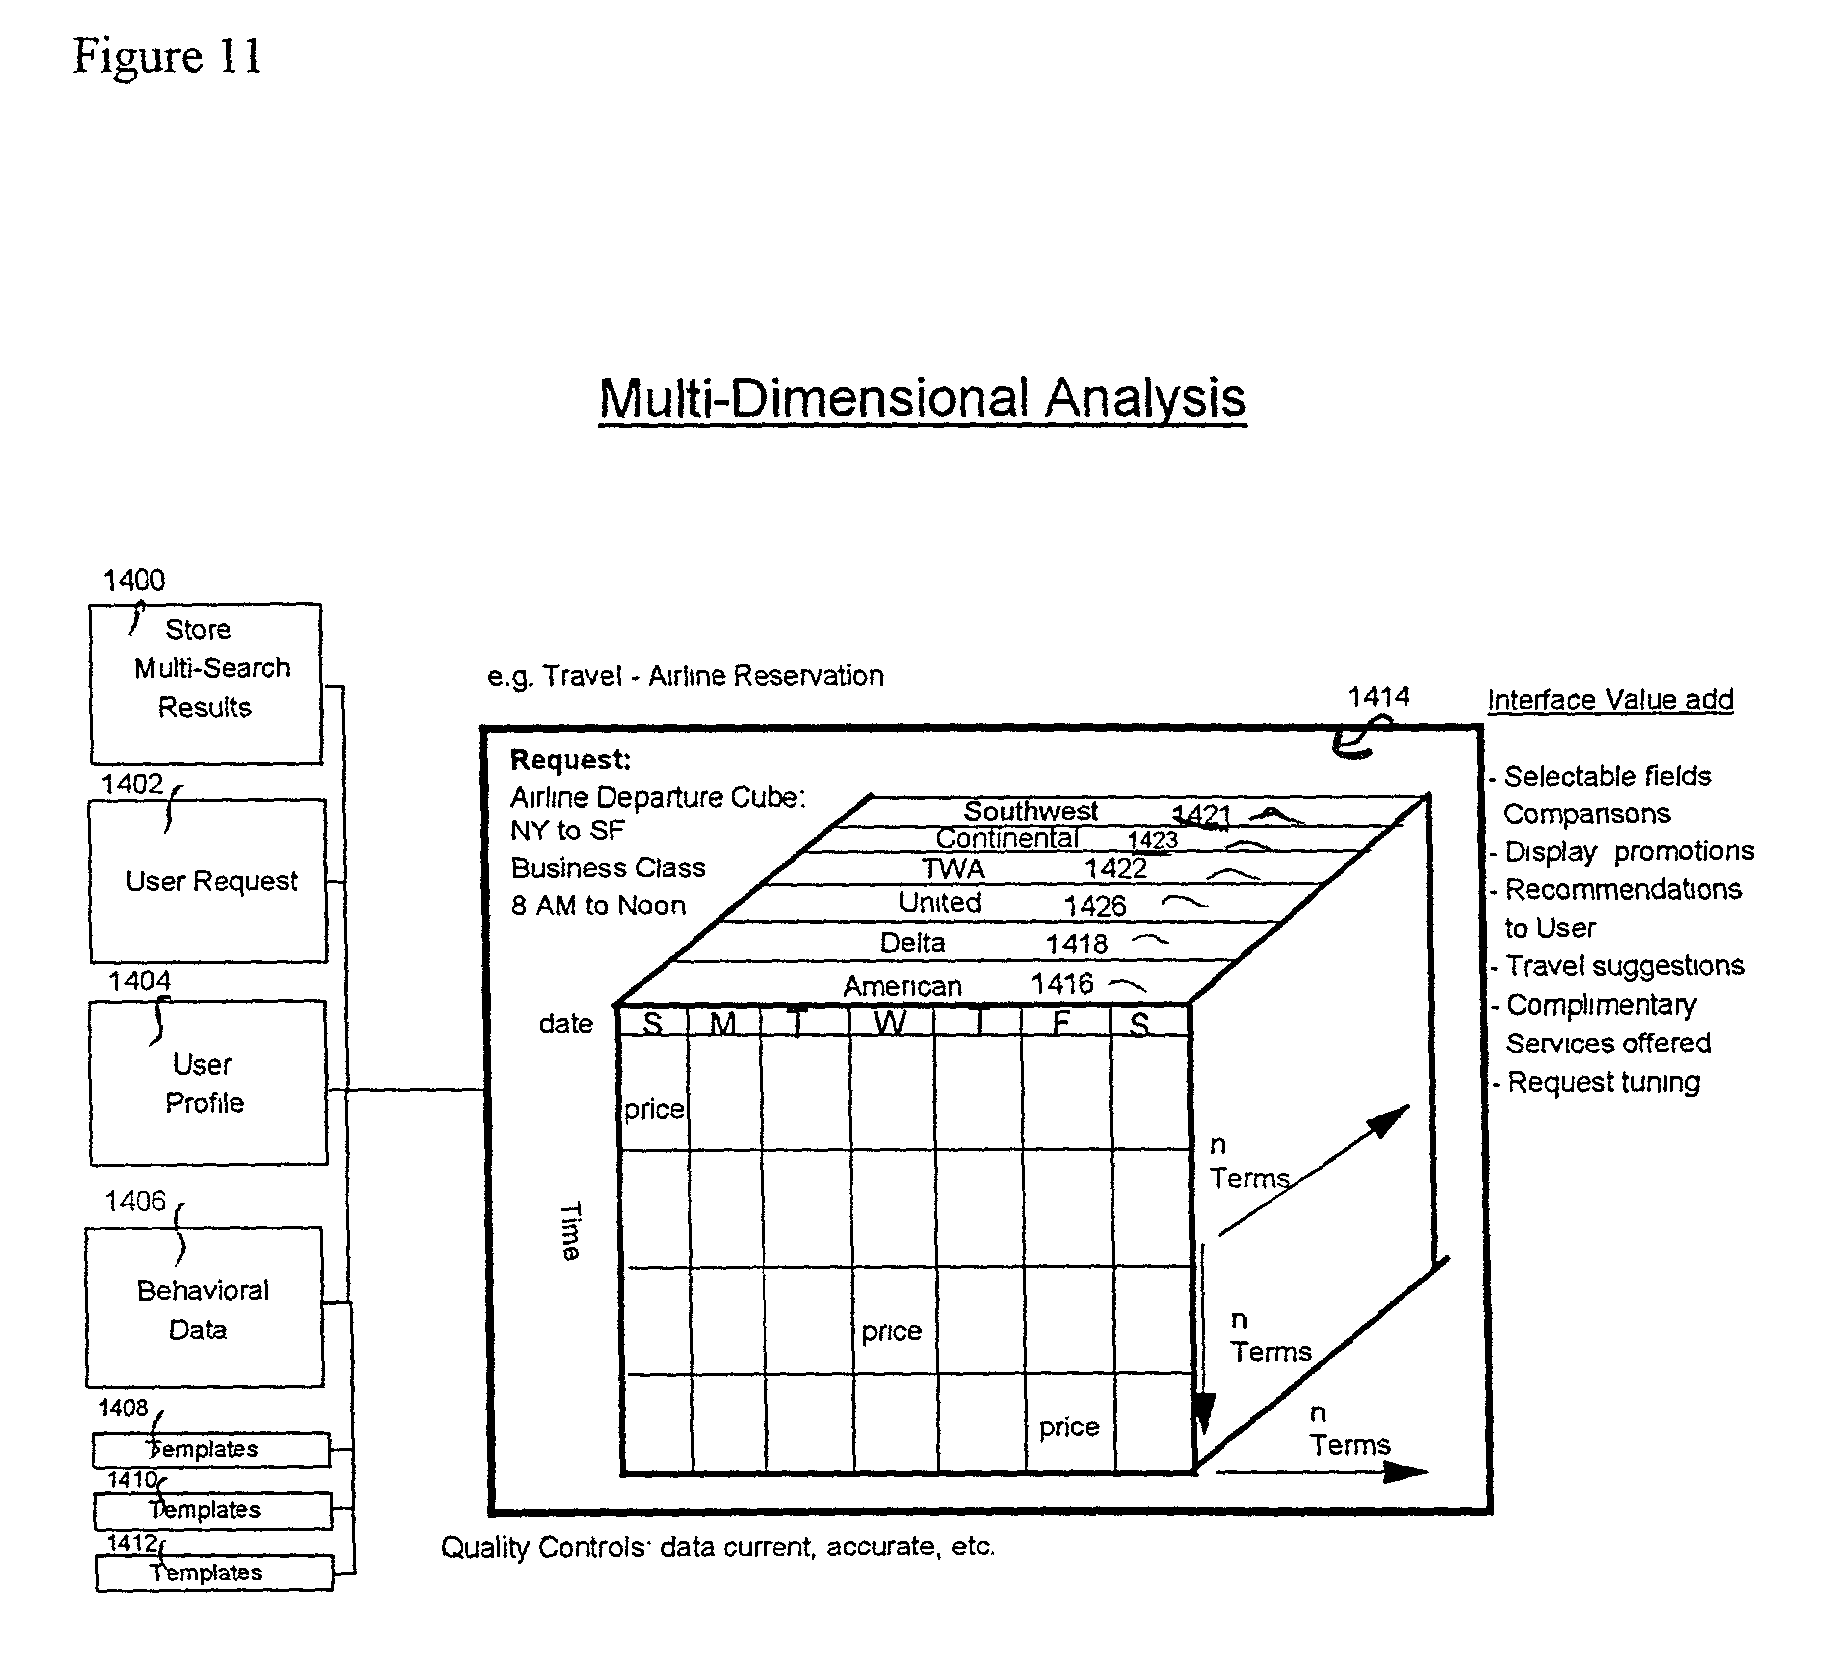 Figure 11
Multi-Dimensional Analysis
1400
Store
Multi-Search
Results
1402
User Request
1404
User
Profile
1406
Behavioral
Data
1408
Templates
1410
Templates
1412
Templates
e.g. Travel - Airline Reservation
1414
Request:
Airline Departure Cube:
NY to SF
Business Class
8 AM to Noon
Southwest 1421
Continental 1423
TWA 1422
United 1426
Delta 1418
American 1416
date S M T W T F S
price
Time
price
price
n
Terms
n
Terms
n
Terms
Quality Controls: data current, accurate, etc.
Interface Value add
- Selectable fields
Comparisons
- Display promotions
- Recommendations
to User
- Travel suggestions
- Complimentary
Services offered
- Request tuning